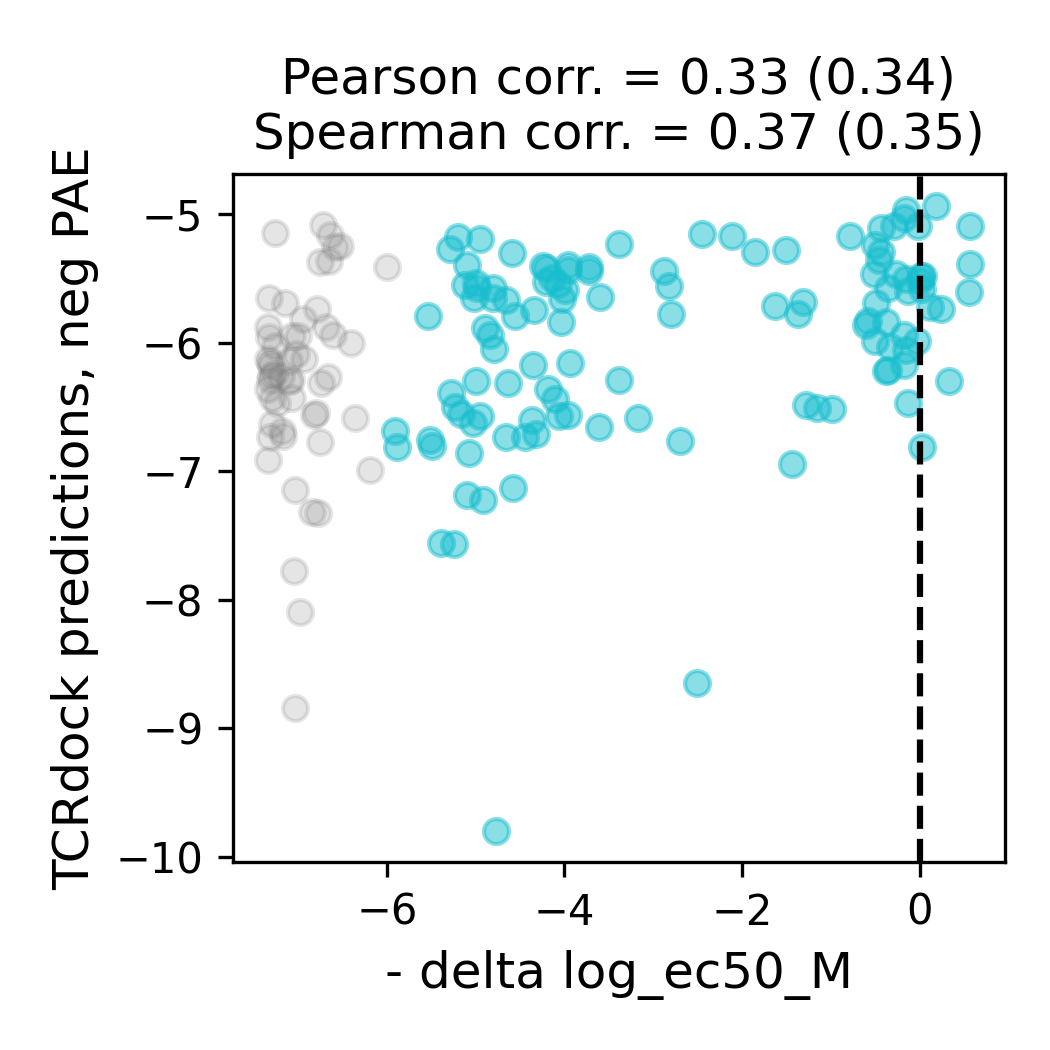 Pearson corr. = 0.33 (0.34)
Spearman corr. = 0.37 (0.35)
TCRdock predictions, neg PAE
−5
−6
−7
−8
−9
−10
−6
−4
−2
0
- delta log_ec50_M